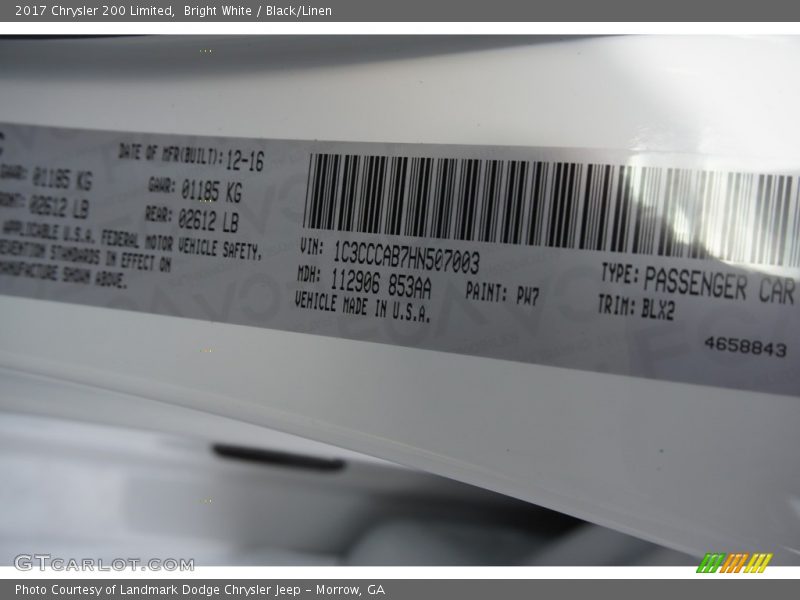 2017 Chrysler 200 Limited, Bright White / Black/Linen
DATE OF MFR(BUILT): 12-16
GAWR: 01185 KG GAWR: 01185 KG
FRONT: 02612 LB REAR: 02612 LB
APPLICABLE U.S.A. FEDERAL MOTOR VEHICLE SAFETY,
PREVENTION STANDARDS IN EFFECT ON
MANUFACTURE SHOWN ABOVE.
VIN: 1C3CCCAB7HN507003
MDH: 112906 853AA PAINT: PW7
VEHICLE MADE IN U.S.A.
TYPE: PASSENGER CAR
TRIM: BLX2
4658843
GTCARLOT.COM
Photo Courtesy of Landmark Dodge Chrysler Jeep – Morrow, GA